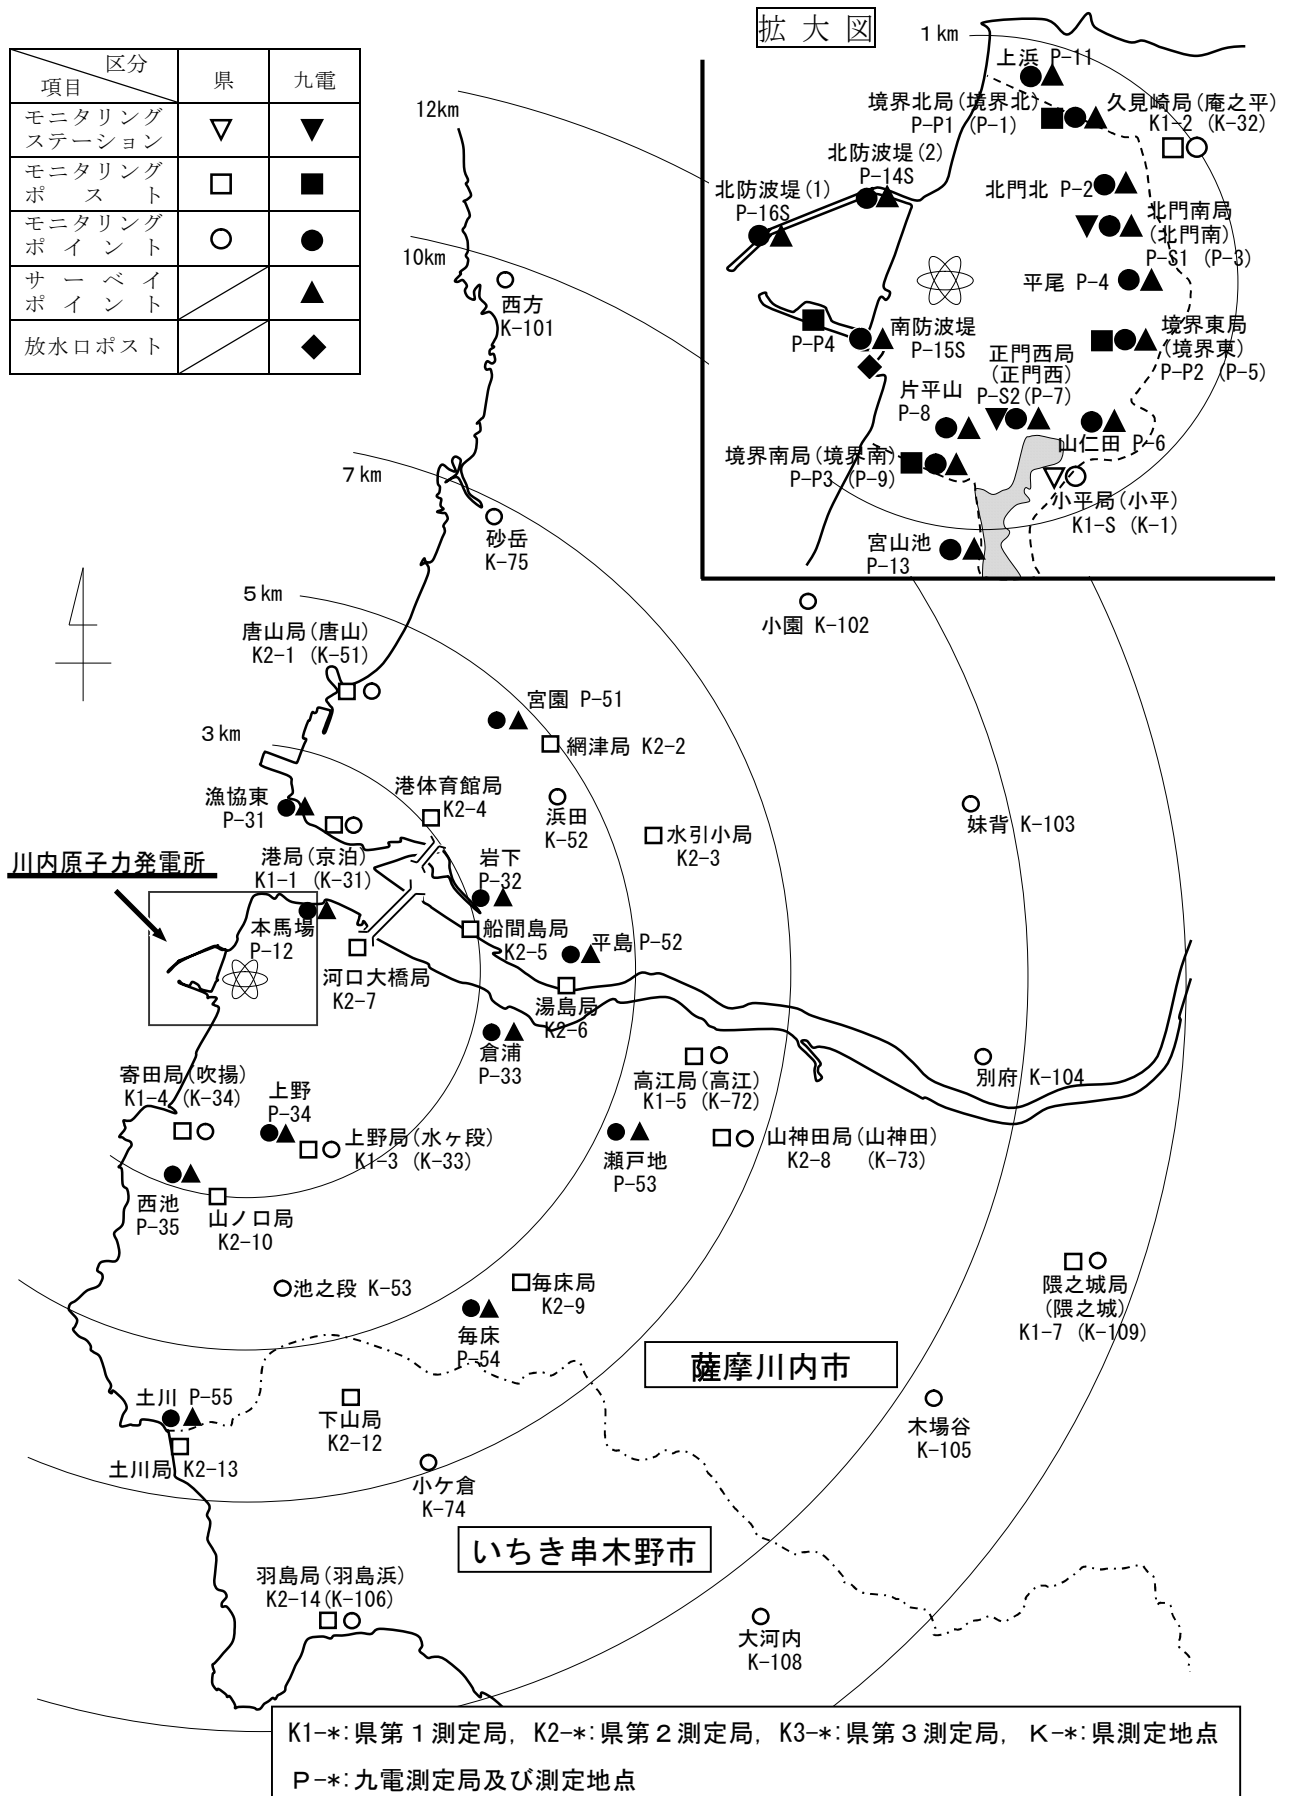 拡大図
区分
項目
県
九電
モニタリング
ステーション
モニタリング
ポスト
モニタリング
ポイント
サーベイ
ポイント
放水口ポスト
1km
上浜 P-11
境界北局(境界北)
P-P1 (P-1)
久見崎局(庵之平)
K1-2 (K-32)
北防波堤(2)
P-14S
北防波堤(1)
P-16S
北門北 P-2
北門南局
(北門南)
P-S1 (P-3)
平尾 P-4
P-P4
南防波堤
P-15S
境界東局
(境界東)
P-P2 (P-5)
正門西局
(正門西)
P-S2(P-7)
片平山
P-8
山仁田 P-6
境界南局(境界南)
P-P3 (P-9)
小平局(小平)
K1-S (K-1)
宮山池
P-13
12km
10km
西方
K-101
7km
砂岳
K-75
5km
唐山局(唐山)
K2-1 (K-51)
小園 K-102
宮園 P-51
網津局 K2-2
3km
漁協東
P-31
港体育館局
K2-4
浜田
K-52
水引小局
K2-3
妹背 K-103
川内原子力発電所
港局(京泊)
K1-1 (K-31)
岩下
P-32
本馬場
P-12
船間島局
K2-5
平島 P-52
河口大橋局
K2-7
湯島局
K2-6
倉浦
P-33
高江局(高江)
K1-5 (K-72)
別府 K-104
寄田局(吹揚)
K1-4 (K-34)
上野
P-34
上野局(水ヶ段)
K1-3 (K-33)
瀬戸地
P-53
山神田局(山神田)
K2-8 (K-73)
西池
P-35
山ノ口局
K2-10
池之段 K-53
毎床局
K2-9
毎床
P-54
隈之城局
(隈之城)
K1-7 (K-109)
薩摩川内市
土川 P-55
下山局
K2-12
木場谷
K-105
土川局 K2-13
小ケ倉
K-74
いちき串木野市
羽島局(羽島浜)
K2-14(K-106)
大河内
K-108
K1-*:県第１測定局, K2-*:県第２測定局, K3-*:県第３測定局, Ｋ-*:県測定地点
Ｐ-*:九電測定局及び測定地点